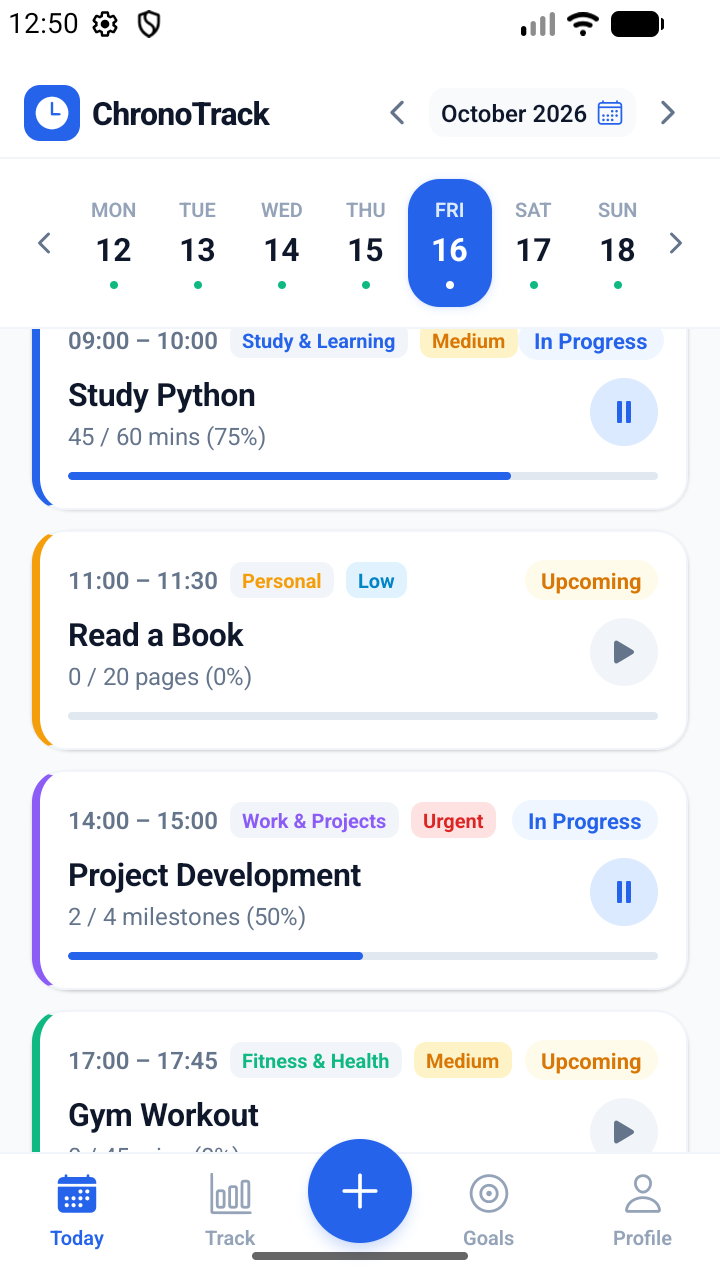 12:50
ChronoTrack
October 2026
MON TUE WED THU FRI SAT SUN
12 13 14 15 16 17 18
09:00 – 10:00 Study & Learning Medium In Progress
Study Python
45 / 60 mins (75%)
11:00 – 11:30 Personal Low Upcoming
Read a Book
0 / 20 pages (0%)
14:00 – 15:00 Work & Projects Urgent In Progress
Project Development
2 / 4 milestones (50%)
17:00 – 17:45 Fitness & Health Medium Upcoming
Gym Workout
Today Track Goals Profile